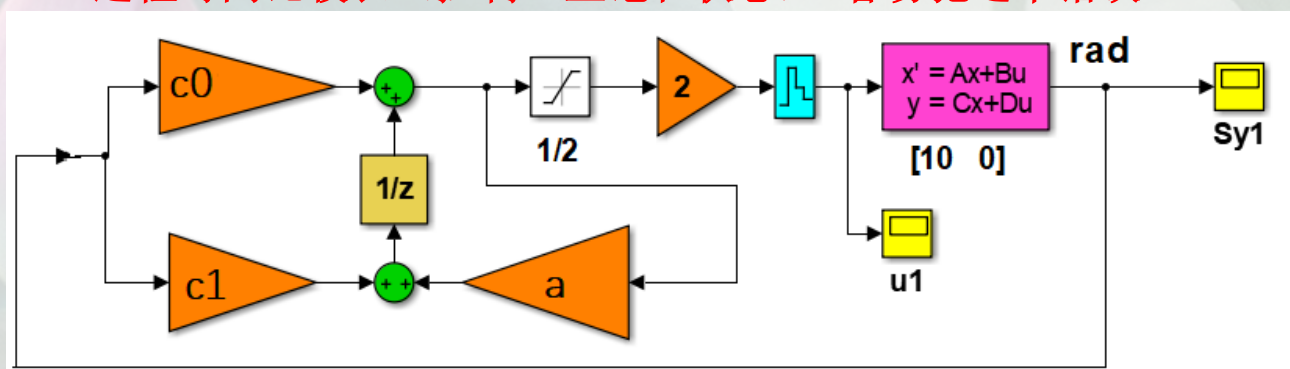 rad
c0
2
x' = Ax+Bu
y = Cx+Du
Sy1
1/2
[10 0]
1/z
u1
c1
a